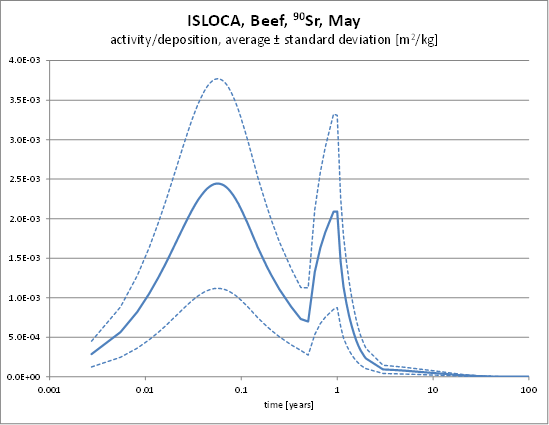 ISLOCA, Beef, ⁹⁰Sr, May
activity/deposition, average ± standard deviation [m²/kg]
4.0E-03
3.5E-03
3.0E-03
2.5E-03
2.0E-03
1.5E-03
1.0E-03
5.0E-04
0.0E+00
0.001 0.01 0.1 1 10 100
time [years]